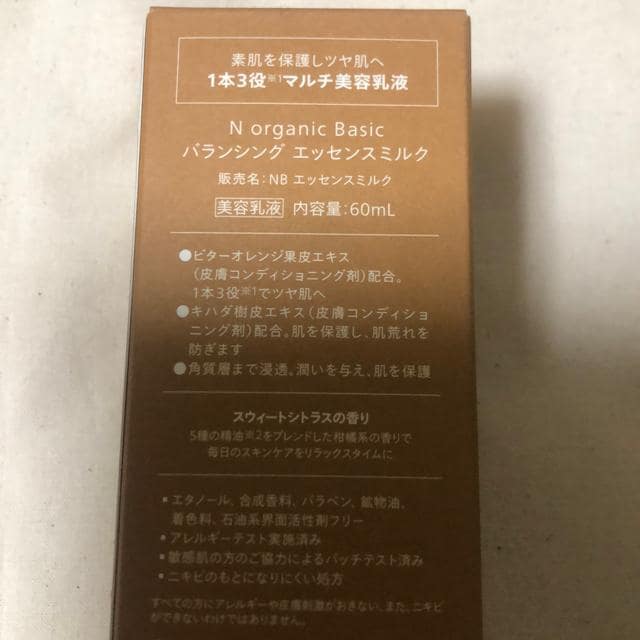 素肌を保護しツヤ肌へ
1本3役※1マルチ美容乳液
N organic Basic
バランシング エッセンスミルク
販売名：NB エッセンスミルク
美容乳液 内容量：60mL
●ビターオレンジ果皮エキス
（皮膚コンディショニング剤）配合。
1本3役※1でツヤ肌へ
●キハダ樹皮エキス（皮膚コンディショ
ニング剤）配合。肌を保護し、肌荒れを
防ぎます
●角質層まで浸透。潤いを与え、肌を保護
スウィートシトラスの香り
5種の精油※2をブレンドした柑橘系の香りで
毎日のスキンケアをリラックスタイムに
▪エタノール、合成香料、パラベン、鉱物油、
着色料、石油系界面活性剤フリー
▪アレルギーテスト実施済み
▪敏感肌の方のご協力によるパッチテスト済み
▪ニキビのもとになりにくい処方
すべての方にアレルギーや皮膚刺激がおきない、また、ニキビ
ができないわけではありません。